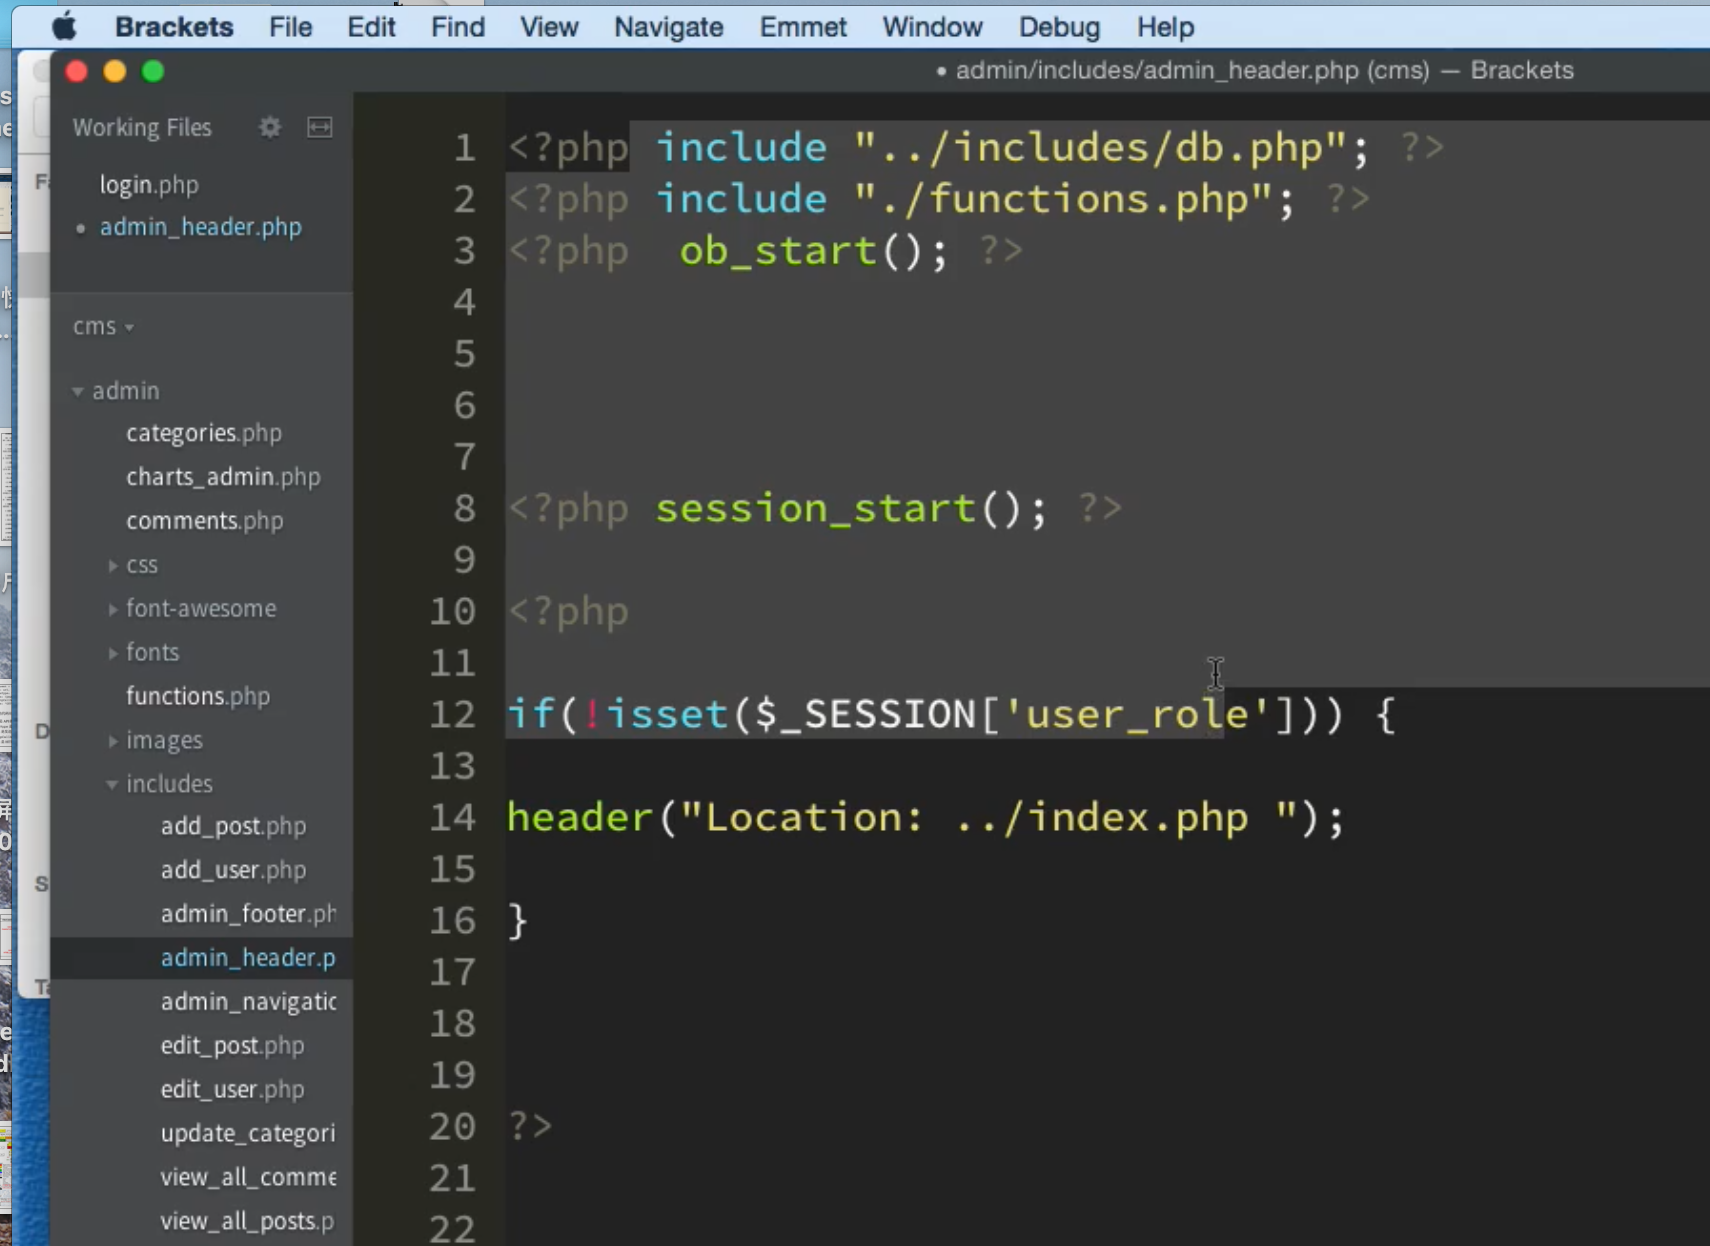 Brackets File Edit Find View Navigate Emmet Window Debug Help
• admin/includes/admin_header.php (cms) — Brackets
Working Files
login.php
• admin_header.php
cms
admin
categories.php
charts_admin.php
comments.php
css
font-awesome
fonts
functions.php
images
includes
add_post.php
add_user.php
admin_footer.ph
admin_header.p
admin_navigatic
edit_post.php
edit_user.php
update_categori
view_all_comme
view_all_posts.p
1 <?php include "../includes/db.php"; ?>
2 <?php include "./functions.php"; ?>
3 <?php  ob_start(); ?>
4
5
6
7
8 <?php session_start(); ?>
9
10 <?php
11
12 if(!isset($_SESSION['user_role'])) {
13
14 header("Location: ../index.php ");
15
16 }
17
18
19
20 ?>
21
22